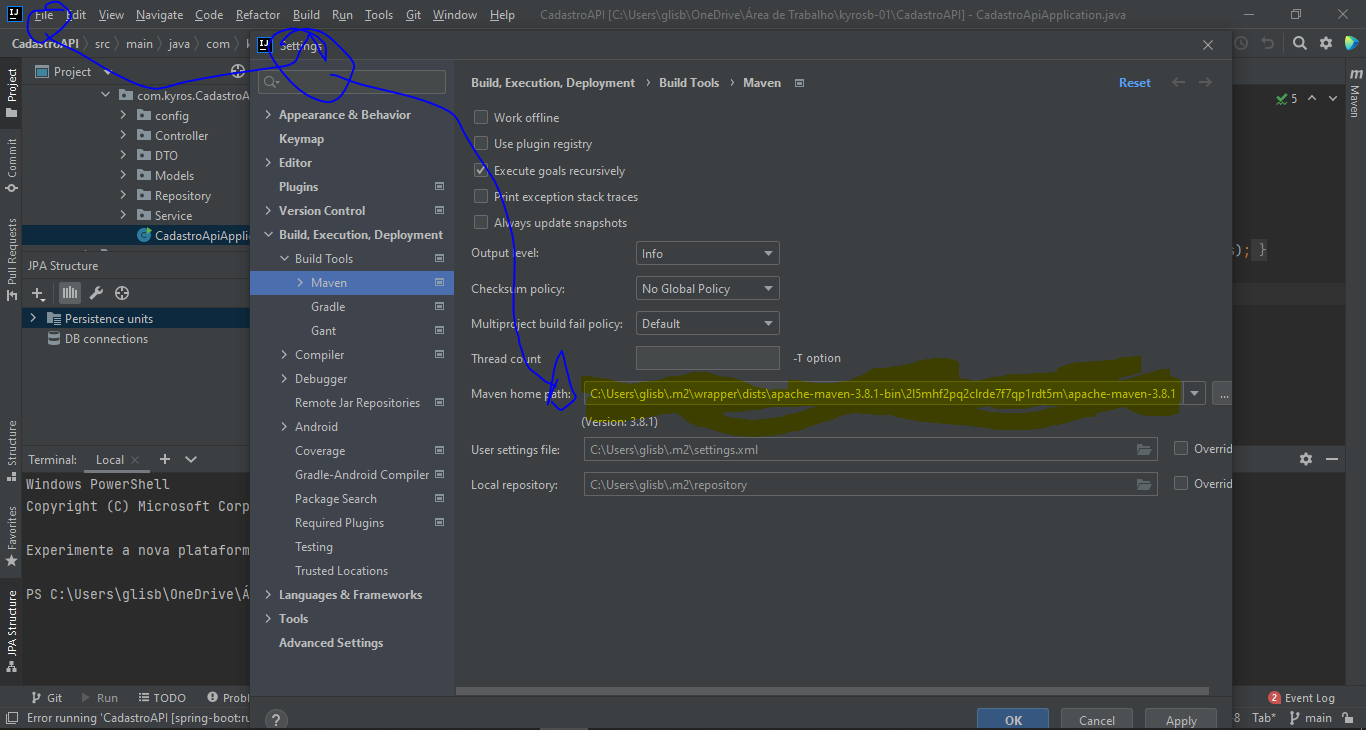 File Edit View Navigate Code Refactor Build Run Tools Git Window Help CadastroAPI [C:\Users\glisb\OneDrive\Área de Trabalho\kyrosb-01\CadastroAPI] - CadastroApiApplication.java
CadastroAPI src main java com
Settings
Project
com.kyros.CadastroA
config
Controller
DTO
Models
Repository
Service
CadastroApiAppli
JPA Structure
Persistence units
DB connections
Project
Commit
Pull Requests
Structure
Favorites
JPA Structure
Appearance & Behavior
Keymap
Editor
Plugins
Version Control
Build, Execution, Deployment
Build Tools
Maven
Gradle
Gant
Compiler
Debugger
Remote Jar Repositories
Android
Coverage
Gradle-Android Compiler
Package Search
Required Plugins
Testing
Trusted Locations
Languages & Frameworks
Tools
Advanced Settings
Build, Execution, Deployment › Build Tools › Maven
Reset
Work offline
Use plugin registry
Execute goals recursively
Print exception stack traces
Always update snapshots
Output level: Info
Checksum policy: No Global Policy
Multiproject build fail policy: Default
Thread count -T option
Maven home path: C:\Users\glisb\.m2\wrapper\dists\apache-maven-3.8.1-bin\2l5mhf2pq2clrde7f7qp1rdt5m\apache-maven-3.8.1 ...
(Version: 3.8.1)
User settings file: C:\Users\glisb\.m2\settings.xml Overrid
Local repository: C:\Users\glisb\.m2\repository Overrid
? OK Cancel Apply
m Maven
5
); }
Terminal: Local
Windows PowerShell
Copyright (C) Microsoft Corp
Experimente a nova plataform
PS C:\Users\glisb\OneDrive\Á
Git Run TODO Probl
2 Event Log
Error running 'CadastroAPI [spring-boot:ru
-8 Tab* main